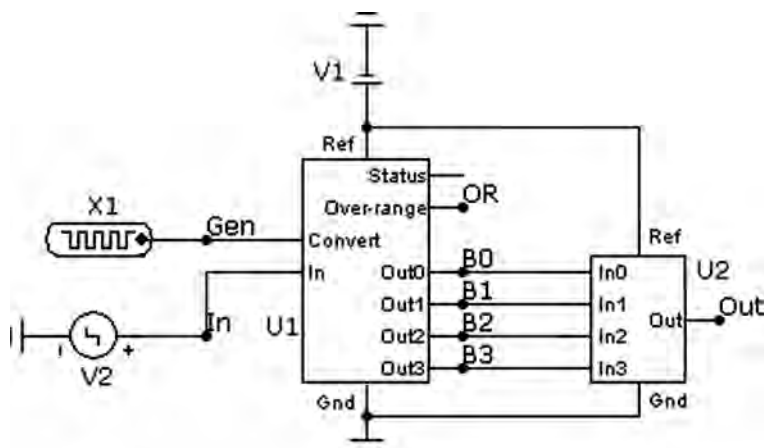 V1
Ref
Status
X1
Gen
Over-range
OR
Convert
Ref
In
Out0
B0
In0
U2
Out1
B1
In1
In
U1
Out2
B2
In2
Out
Out
V2
Out3
B3
In3
Gnd
Gnd